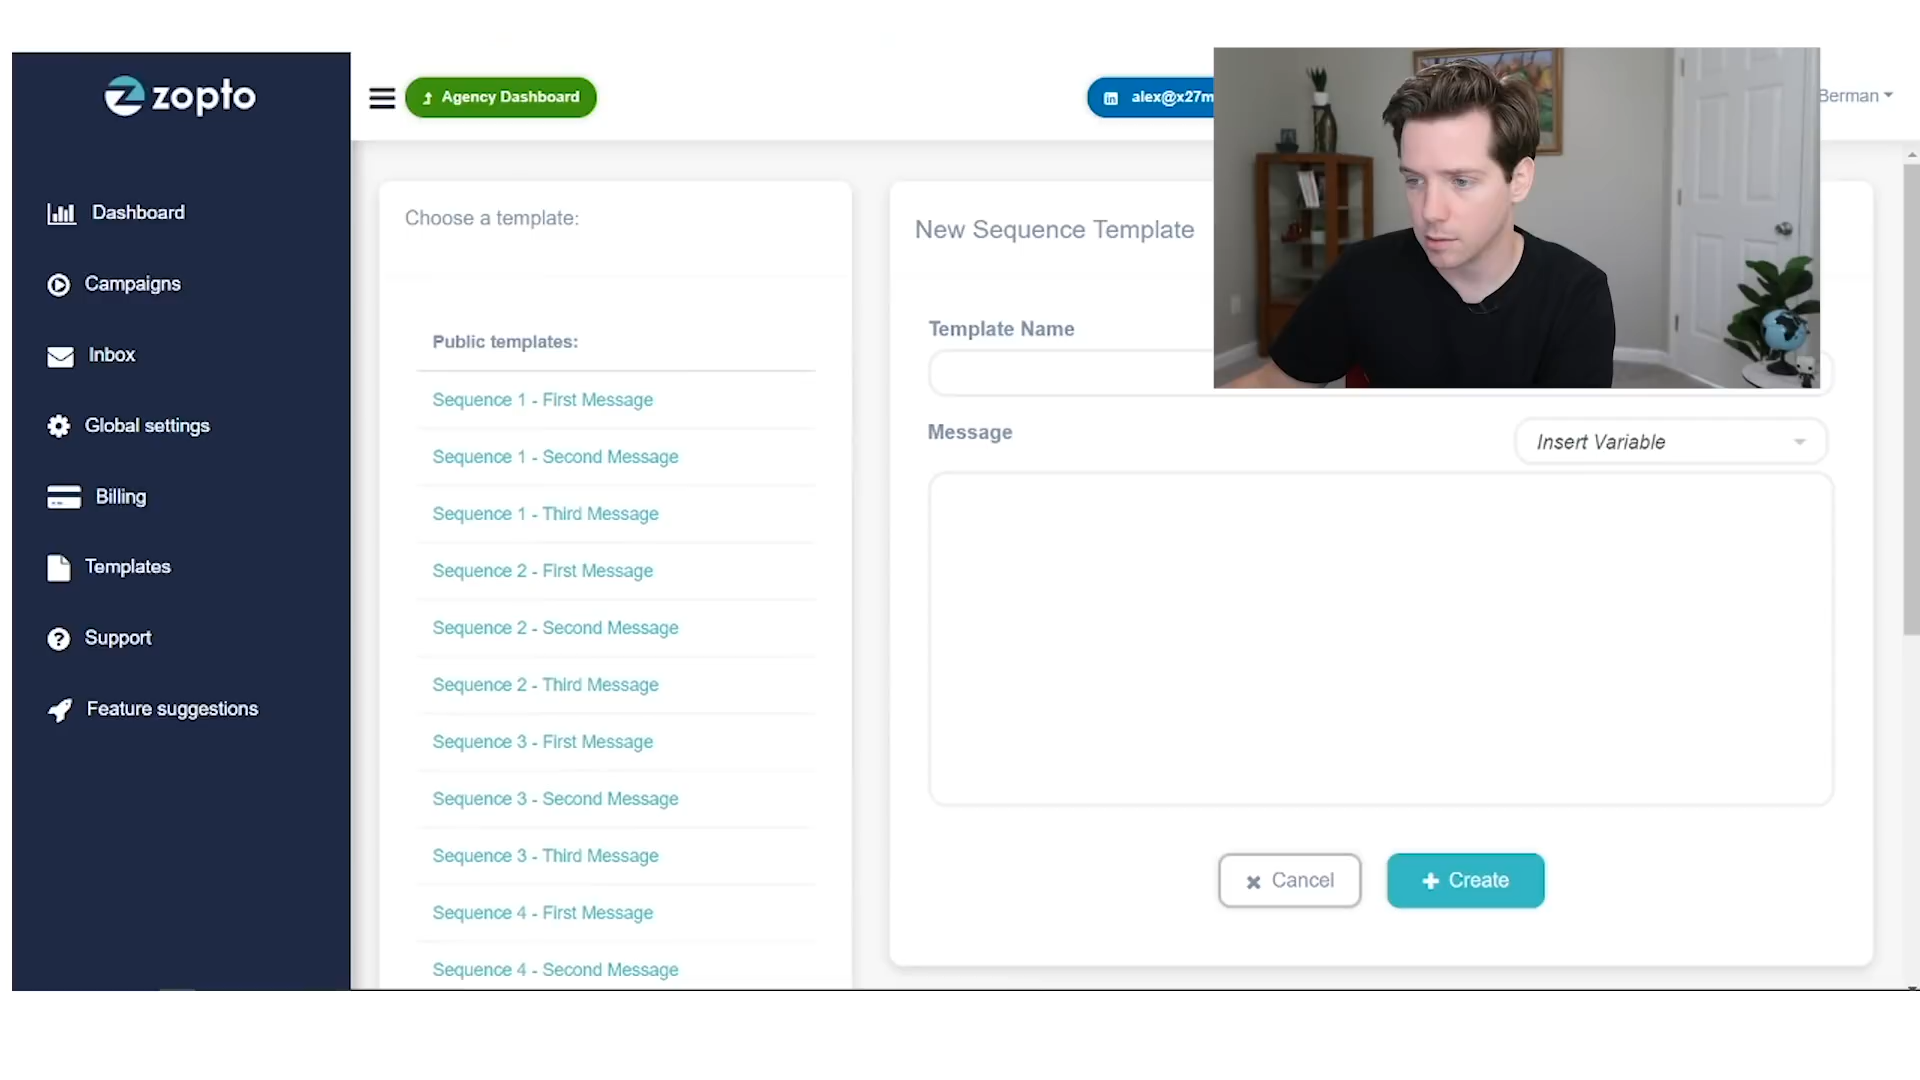 zopto
Agency Dashboard
alex@x27m
Berman
Dashboard
Campaigns
Inbox
Global settings
Billing
Templates
Support
Feature suggestions
Choose a template:
Public templates:
Sequence 1 - First Message
Sequence 1 - Second Message
Sequence 1 - Third Message
Sequence 2 - First Message
Sequence 2 - Second Message
Sequence 2 - Third Message
Sequence 3 - First Message
Sequence 3 - Second Message
Sequence 3 - Third Message
Sequence 4 - First Message
Sequence 4 - Second Message
New Sequence Template
Template Name
Message
Insert Variable
Cancel
Create